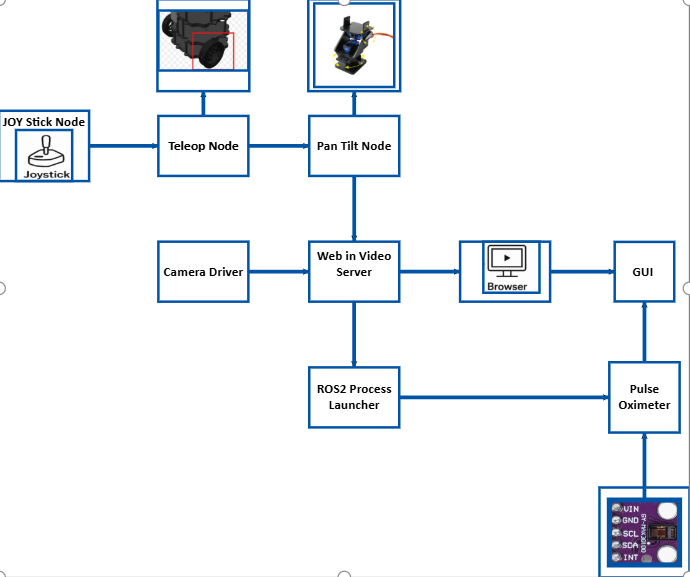 JOY Stick Node
Joystick
Teleop Node
Pan Tilt Node
Camera Driver
Web in Video
Server
Browser
GUI
ROS2 Process
Launcher
Pulse
Oximeter
VIN
GND
SCL
SDA
INT